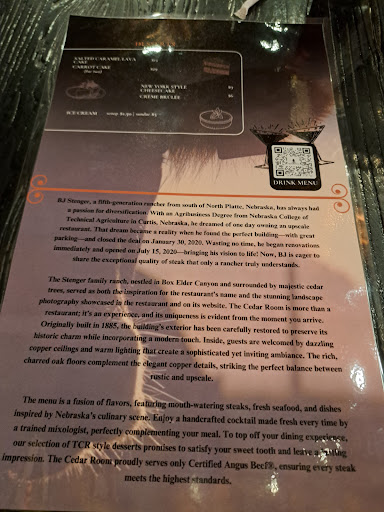 SALTED CARAMEL LAVA
CAKE
CARROT CAKE
NEW YORK STYLE
CHEESECAKE
CREME BRULEE
ICE CREAM
DRINK MENU
BJ Stenger, a fifth-generation rancher from south of North Platte, Nebraska, has always had
a passion for diversification. With an Agribusiness Degree from Nebraska College of
Technical Agriculture in Curtis, Nebraska, he dreamed of one day owning an upscale
restaurant. That dream became a reality when he found the perfect building—with great
parking—and closed the deal on January 30, 2020. Wasting no time, he began renovations
immediately and opened on July 15, 2020—bringing his vision to life! Now, BJ is eager to
share the exceptional quality of steak that only a rancher truly understands.
The Stenger family ranch, nestled in Box Elder Canyon and surrounded by majestic cedar
trees, served as both the inspiration for the restaurant's name and the stunning landscape
photography showcased in the restaurant and on its website. The Cedar Room is more than a
restaurant; it's an experience, and its uniqueness is evident from the moment you arrive.
Originally built in 1885, the building's exterior has been carefully restored to preserve its
historic charm while incorporating a modern touch. Inside, guests are welcomed by dazzling
copper ceilings and warm lighting that create a sophisticated yet inviting ambiance. The rich,
charred oak floors complement the elegant copper details, striking the perfect balance between
rustic and upscale.
The menu is a fusion of flavors, featuring mouth-watering steaks, fresh seafood, and dishes
inspired by Nebraska's culinary scene. Enjoy a handcrafted cocktail made fresh every time by
a trained mixologist, perfectly complementing your meal. To top off your dining experience,
our selection of TCR style desserts promises to satisfy your sweet tooth and leave a lasting
impression. The Cedar Room proudly serves only Certified Angus Beef®, ensuring every steak
meets the highest standards.